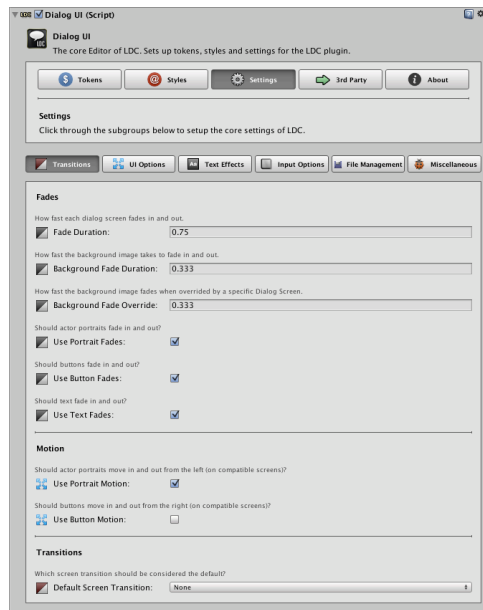 Dialog UI (Script)
LDC
Dialog UI
The core Editor of LDC. Sets up tokens, styles and settings for the LDC plugin.
Tokens
Styles
Settings
3rd Party
About
Settings
Click through the subgroups below to setup the core settings of LDC.
Transitions
UI Options
Text Effects
Input Options
File Management
Miscellaneous
Fades
How fast each dialog screen fades in and out.
Fade Duration: 0.75
How fast the background image takes to fade in and out.
Background Fade Duration: 0.333
How fast the background image fades when overrided by a specific Dialog Screen.
Background Fade Override: 0.333
Should actor portraits fade in and out?
Use Portrait Fades:
Should buttons fade in and out?
Use Button Fades:
Should text fade in and out?
Use Text Fades:
Motion
Should actor portraits move in and out from the left (on compatible screens)?
Use Portrait Motion:
Should buttons move in and out from the right (on compatible screens)?
Use Button Motion:
Transitions
Which screen transition should be considered the default?
Default Screen Transition: None